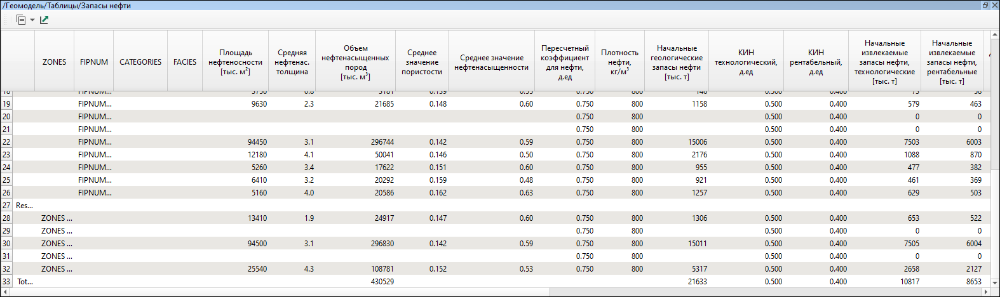 /Геомодель/Таблицы/Запасы нефти
ZONES FIPNUM CATEGORIES FACIES Площадь нефтеносности [тыс. м²] Средняя нефтенас. толщина Объем нефтенасыщенных пород [тыс. м³] Среднее значение пористости Среднее значение нефтенасыщенности Пересчетный коэффициент для нефти, д.ед Плотность нефти, кг/м³ Начальные геологические запасы нефти [тыс. т] КИН технологический, д.ед КИН рентабельный, д.ед Начальные извлекаемые запасы нефти, технологические [тыс. т] Начальные извлекаемые запасы нефти, рентабельные [тыс. т]
19 FIPNUM... 9630 2.3 21685 0.148 0.60 0.750 800 1158 0.500 0.400 579 463
20 FIPNUM... 0.750 800 0.500 0.400 0 0
21 FIPNUM... 0.750 800 0.500 0.400 0 0
22 FIPNUM... 94450 3.1 296744 0.142 0.59 0.750 800 15006 0.500 0.400 7503 6003
23 FIPNUM... 12180 4.1 50041 0.146 0.50 0.750 800 2176 0.500 0.400 1088 870
24 FIPNUM... 5260 3.4 17622 0.151 0.60 0.750 800 955 0.500 0.400 477 382
25 FIPNUM... 6410 3.2 20292 0.159 0.48 0.750 800 921 0.500 0.400 461 369
26 FIPNUM... 5160 4.0 20586 0.162 0.63 0.750 800 1257 0.500 0.400 629 503
27 Res...
28 ZONES ... 13410 1.9 24917 0.147 0.60 0.750 800 1306 0.500 0.400 653 522
29 ZONES ... 0.750 800 0.500 0.400 0 0
30 ZONES ... 94500 3.1 296830 0.142 0.59 0.750 800 15011 0.500 0.400 7505 6004
31 ZONES ... 0.750 800 0.500 0.400 0 0
32 ZONES ... 25540 4.3 108781 0.152 0.53 0.750 800 5317 0.500 0.400 2658 2127
33 Tot... 430529 21633 0.500 0.400 10817 8653